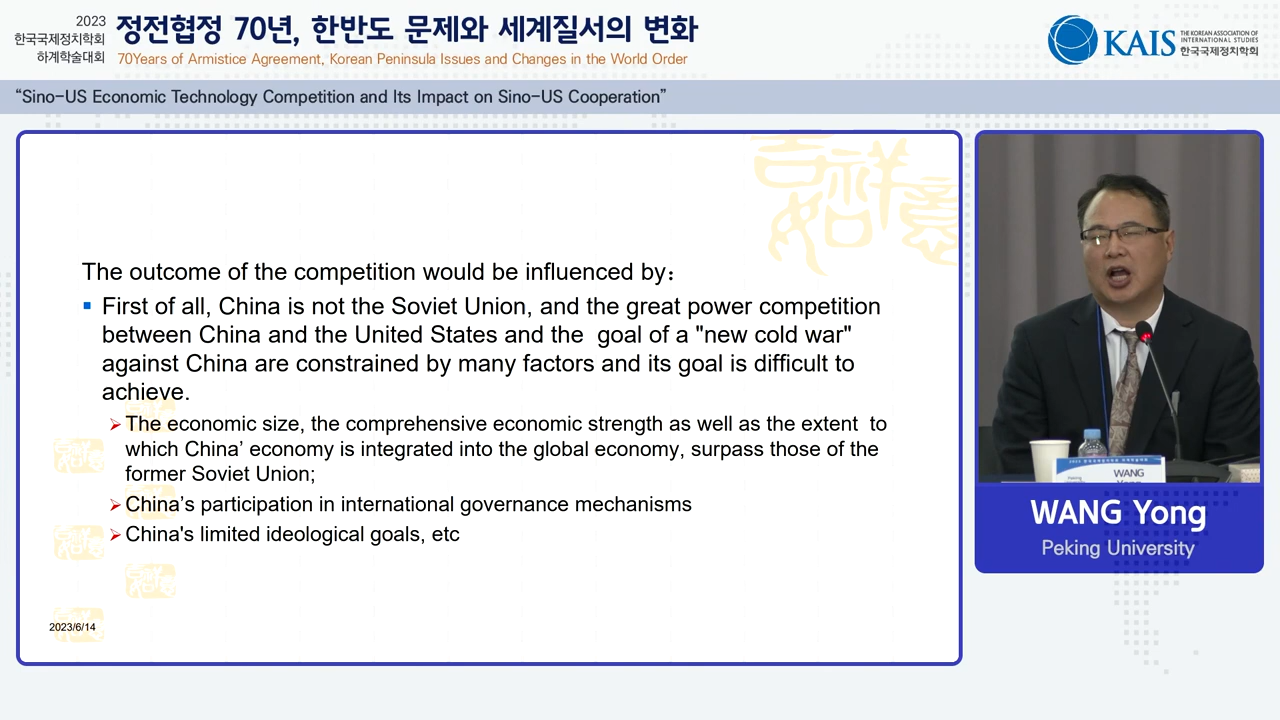 2023
한국국제정치학회
하계학술대회
정전협정 70년, 한반도 문제와 세계질서의 변화
70Years of Armistice Agreement, Korean Peninsula Issues and Changes in the World Order
KAIS
THE KOREAN ASSOCIATION OF
INTERNATIONAL STUDIES
한국국제정치학회
“Sino-US Economic Technology Competition and Its Impact on Sino-US Cooperation”
The outcome of the competition would be influenced by：
First of all, China is not the Soviet Union, and the great power competition
between China and the United States and the  goal of a "new cold war"
against China are constrained by many factors and its goal is difficult to
achieve.
The economic size, the comprehensive economic strength as well as the extent  to
which China’ economy is integrated into the global economy, surpass those of the
former Soviet Union;
China’s participation in international governance mechanisms
China's limited ideological goals, etc
2023/6/14
WANG
WANG Yong
Peking University